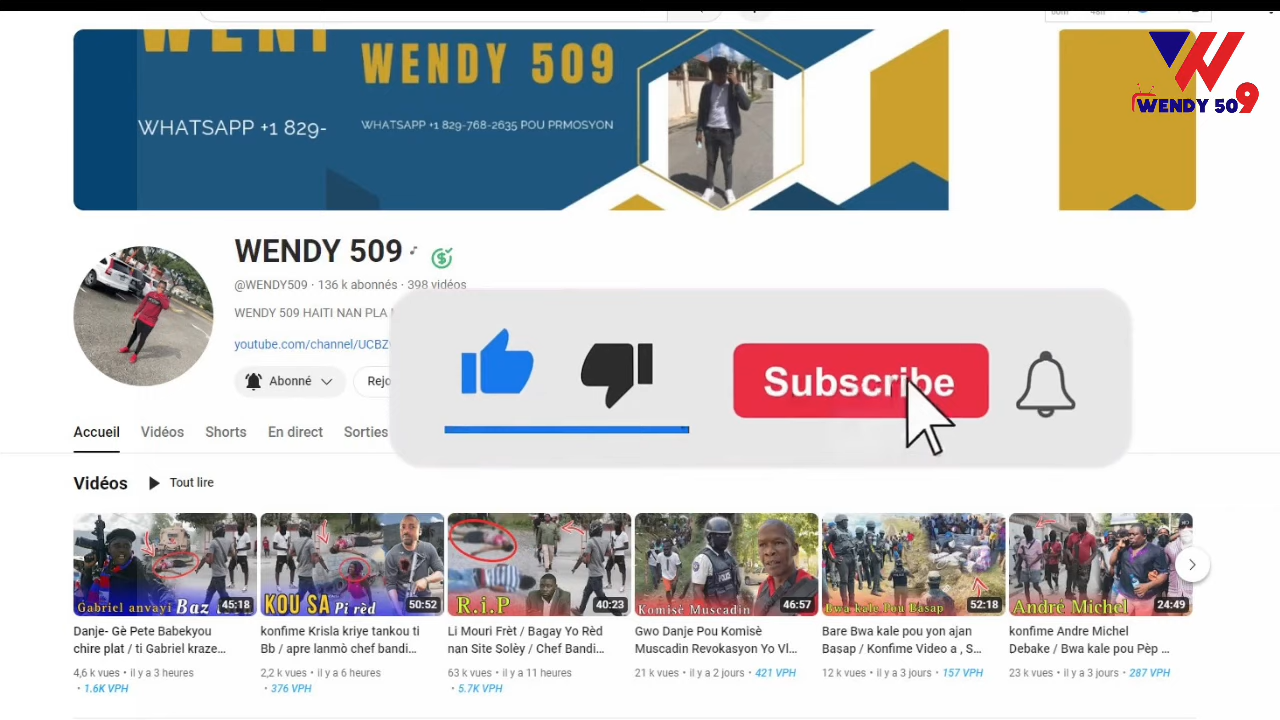 WENDY 509
WHATSAPP +1 829-
WHATSAPP +1 829-768-2635 POU PRMOSYON
WENDY 509
WENDY 509
@WENDY509 · 136 k abonnés · 398 vidéos
WENDY 509 HAITI NAN PLA
youtube.com/channel/UCBZ
Abonné
Subscribe
Accueil
Vidéos
Shorts
En direct
Sorties
Vidéos
Tout lire
Gabriel anvayi Baz
45:18
KOU SA Pi rèd
50:52
R.i.P
40:23
Komisè Muscadin
46:57
Bwa kale Pou Basap
52:18
André Michel
24:49
Danje- Gè Pete Babekyou
chire plat / ti Gabriel kraze...
4,6 k vues · il y a 3 heures
· 1.6K VPH
konfime Krisla kriye tankou ti
Bb / apre lanmò chef bandi...
2,2 k vues · il y a 6 heures
· 376 VPH
Li Mouri Frèt / Bagay Yo Rèd
nan Site Solèy / Chef Bandi...
63 k vues · il y a 11 heures
· 5.7K VPH
Gwo Danje Pou Komisè
Muscadin Revokasyon Yo Vl...
21 k vues · il y a 2 jours · 421 VPH
Bare Bwa kale pou yon ajan
Basap / Konfime Video a , S...
12 k vues · il y a 3 jours · 157 VPH
konfime Andre Michel
Debake / Bwa kale pou Pèp ...
23 k vues · il y a 3 jours · 287 VPH